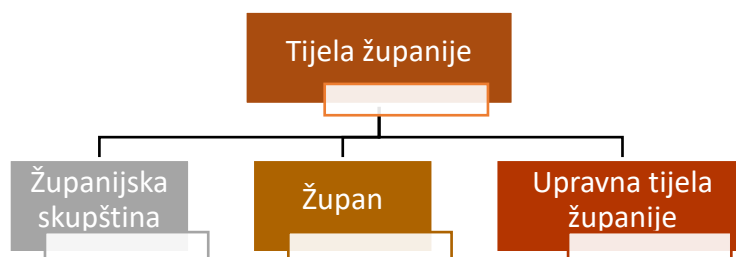 Tijela županije
Županijska
skupština
Župan
Upravna tijela
županije